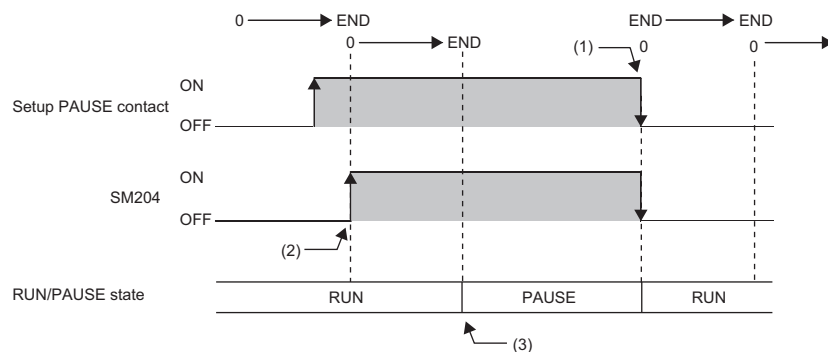 0 END END END
0 END (1) 0 0
ON
Setup PAUSE contact
OFF
ON
SM204
OFF
(2)
RUN/PAUSE state RUN PAUSE RUN
(3)